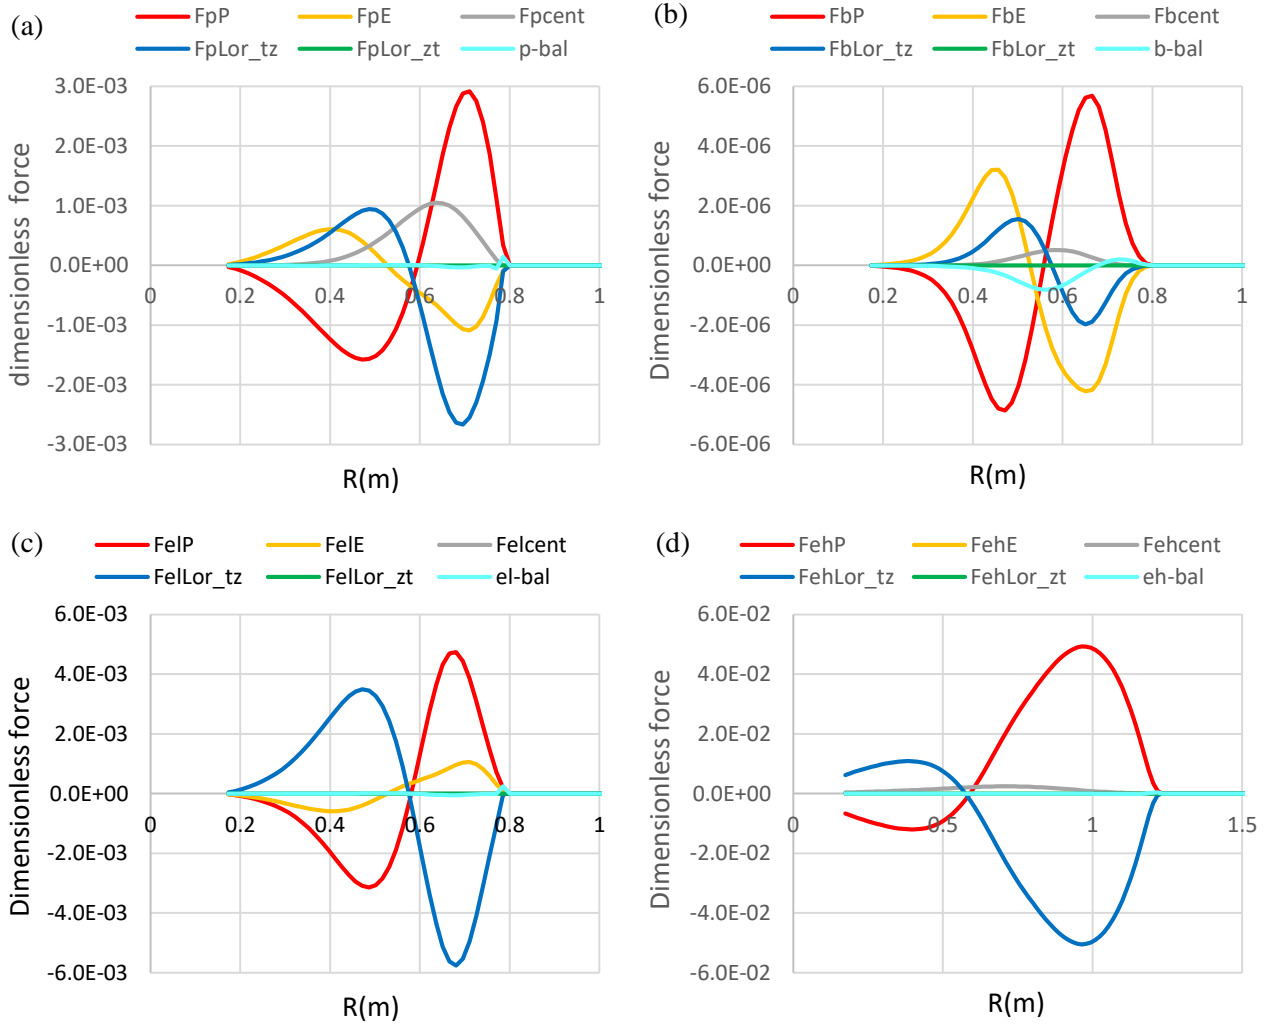 (a)
FpP FpE Fpcent
FpLor_tz FpLor_zt p-bal
3.0E-03
2.0E-03
1.0E-03
0.0E+00
-1.0E-03
-2.0E-03
-3.0E-03
0 0.2 0.4 0.6 0.8 1
dimensionless force
R(m)
(b)
FbP FbE Fbcent
FbLor_tz FbLor_zt b-bal
6.0E-06
4.0E-06
2.0E-06
0.0E+00
-2.0E-06
-4.0E-06
-6.0E-06
0 0.2 0.4 0.6 0.8 1
Dimensionless force
R(m)
(c)
FelP FelE Felcent
FelLor_tz FelLor_zt el-bal
6.0E-03
4.0E-03
2.0E-03
0.0E+00
-2.0E-03
-4.0E-03
-6.0E-03
0 0.2 0.4 0.6 0.8 1
Dimensionless force
R(m)
(d)
FehP FehE Fehcent
FehLor_tz FehLor_zt eh-bal
6.0E-02
4.0E-02
2.0E-02
0.0E+00
-2.0E-02
-4.0E-02
-6.0E-02
0 0.5 1 1.5
Dimensionless force
R(m)